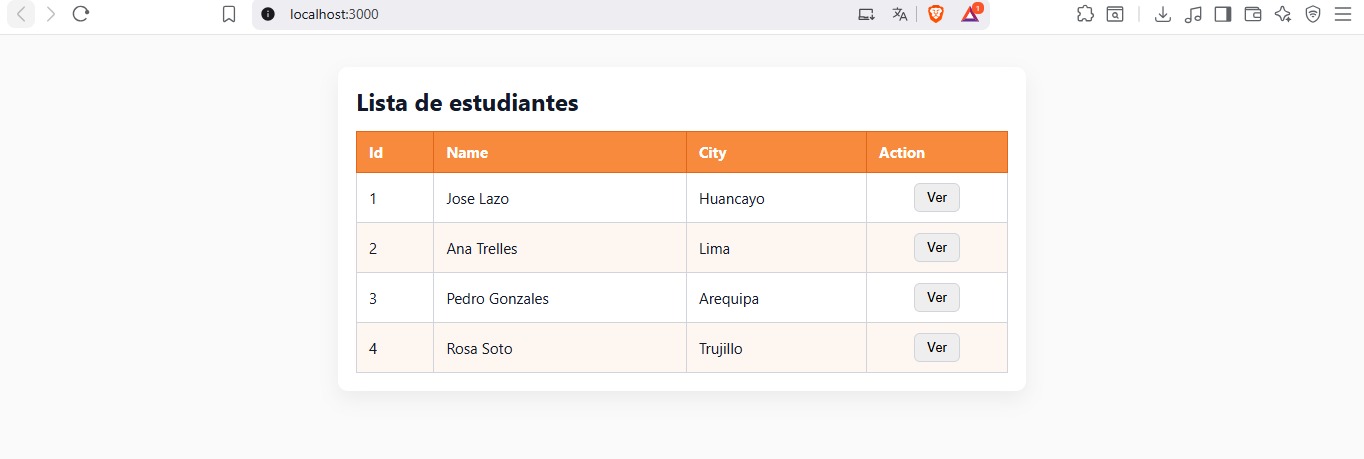 localhost:3000
1
Lista de estudiantes
Id Name City Action
1 Jose Lazo Huancayo Ver
2 Ana Trelles Lima Ver
3 Pedro Gonzales Arequipa Ver
4 Rosa Soto Trujillo Ver